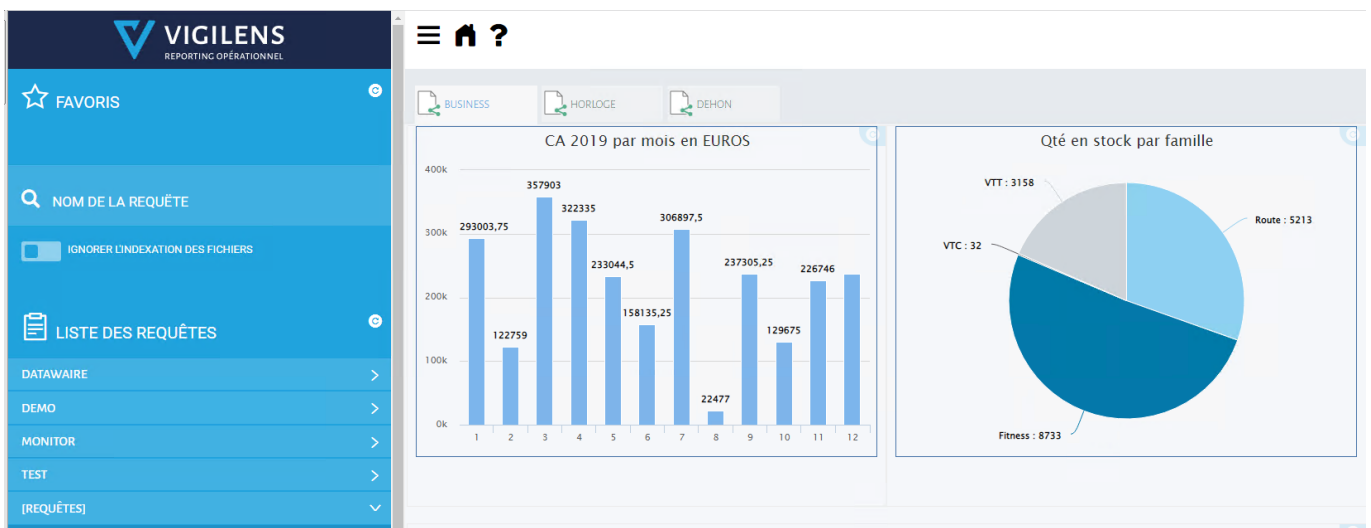 VIGILENS
REPORTING OPÉRATIONNEL
FAVORIS
NOM DE LA REQUÊTE
IGNORER L'INDEXATION DES FICHIERS
LISTE DES REQUÊTES
DATAWAIRE
DEMO
MONITOR
TEST
[REQUÊTES]
?
BUSINESS
HORLOGE
DEHON
CA 2019 par mois en EUROS
400k
300k
200k
100k
0k
293003,75
122759
357903
322335
233044,5
158135,25
306897,5
22477
237305,25
129675
226746
1 2 3 4 5 6 7 8 9 10 11 12
Qté en stock par famille
VTT : 3158
Route : 5213
VTC : 32
Fitness : 8733